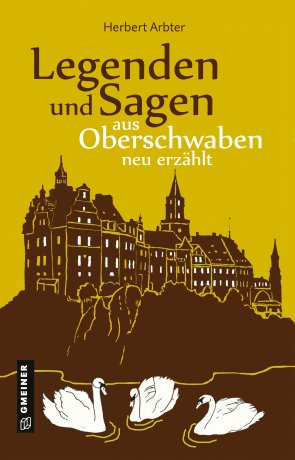 Herbert Arbter
Legenden
und Sagen
aus
Oberschwaben
neu erzählt
GMEINER